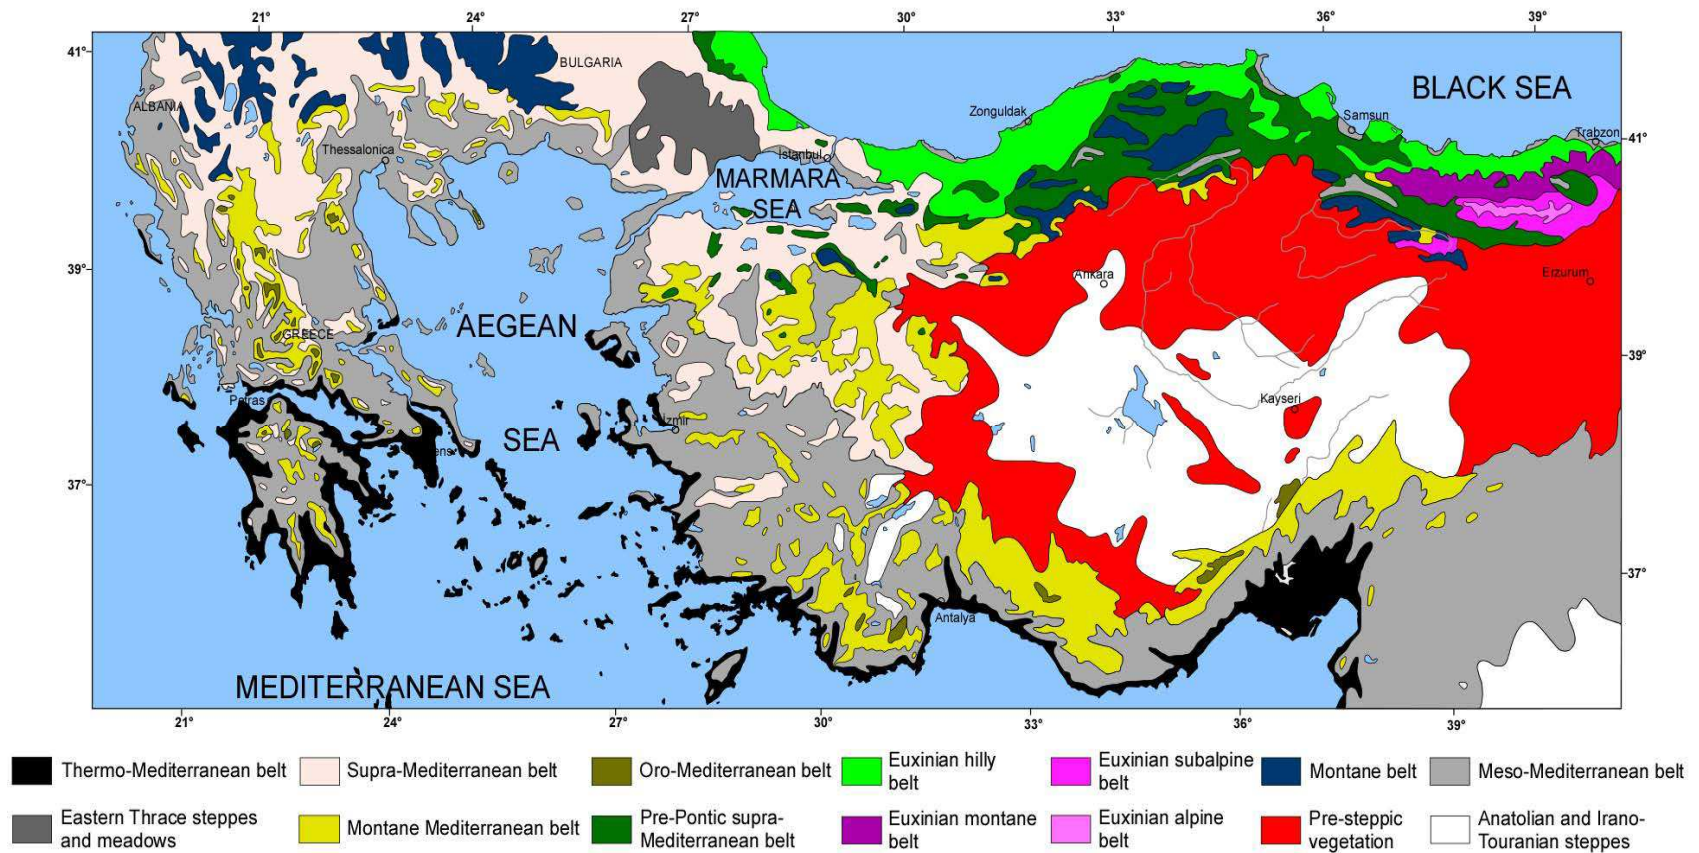 21°
24°
27°
30°
33°
36°
39°
41°
BULGARIA
BLACK SEA
ALBANIA
Zonguldak
Samsun
Trabzon
41°
Thessalonica
Istanbul
MARMARA
SEA
39°
Ankara
Erzurum
AEGEAN
GREECE
39°
Patras
Kayseri
SEA
İzmir
ens
37°
37°
Antalya
MEDITERRANEAN SEA
21°
24°
27°
30°
33°
36°
39°
Thermo-Mediterranean belt
Supra-Mediterranean belt
Oro-Mediterranean belt
Euxinian hilly
belt
Euxinian subalpine
belt
Montane belt
Meso-Mediterranean belt
Eastern Thrace steppes
and meadows
Montane Mediterranean belt
Pre-Pontic supra-
Mediterranean belt
Euxinian montane
belt
Euxinian alpine
belt
Pre-steppic
vegetation
Anatolian and Irano-
Touranian steppes